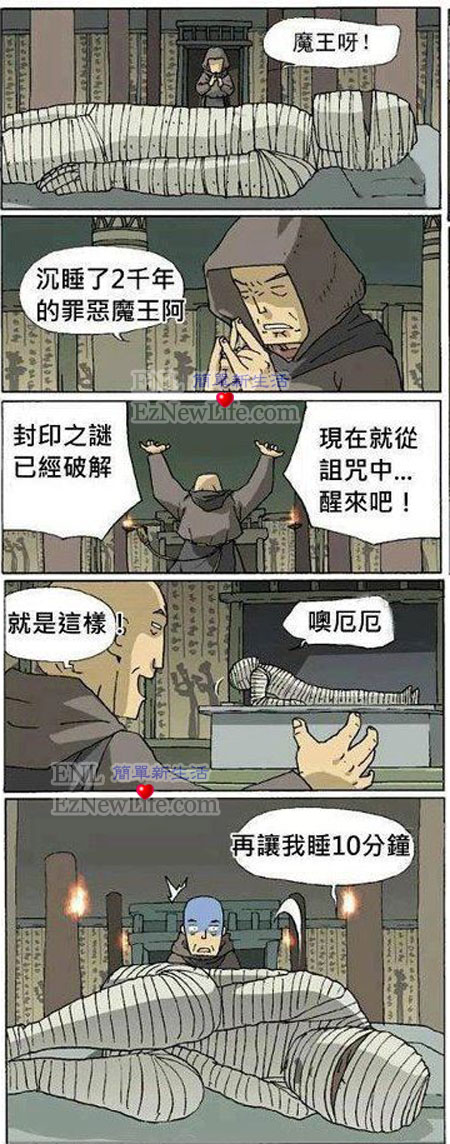 魔王呀！
沉睡了2千年
的罪惡魔王阿
ENL 簡單新生活
EzNewLife.com
封印之謎
已經破解
現在就從
詛咒中...
醒來吧！
就是這樣！
噢厄厄
ENL 簡單新生活
EzNewLife.com
再讓我睡10分鐘